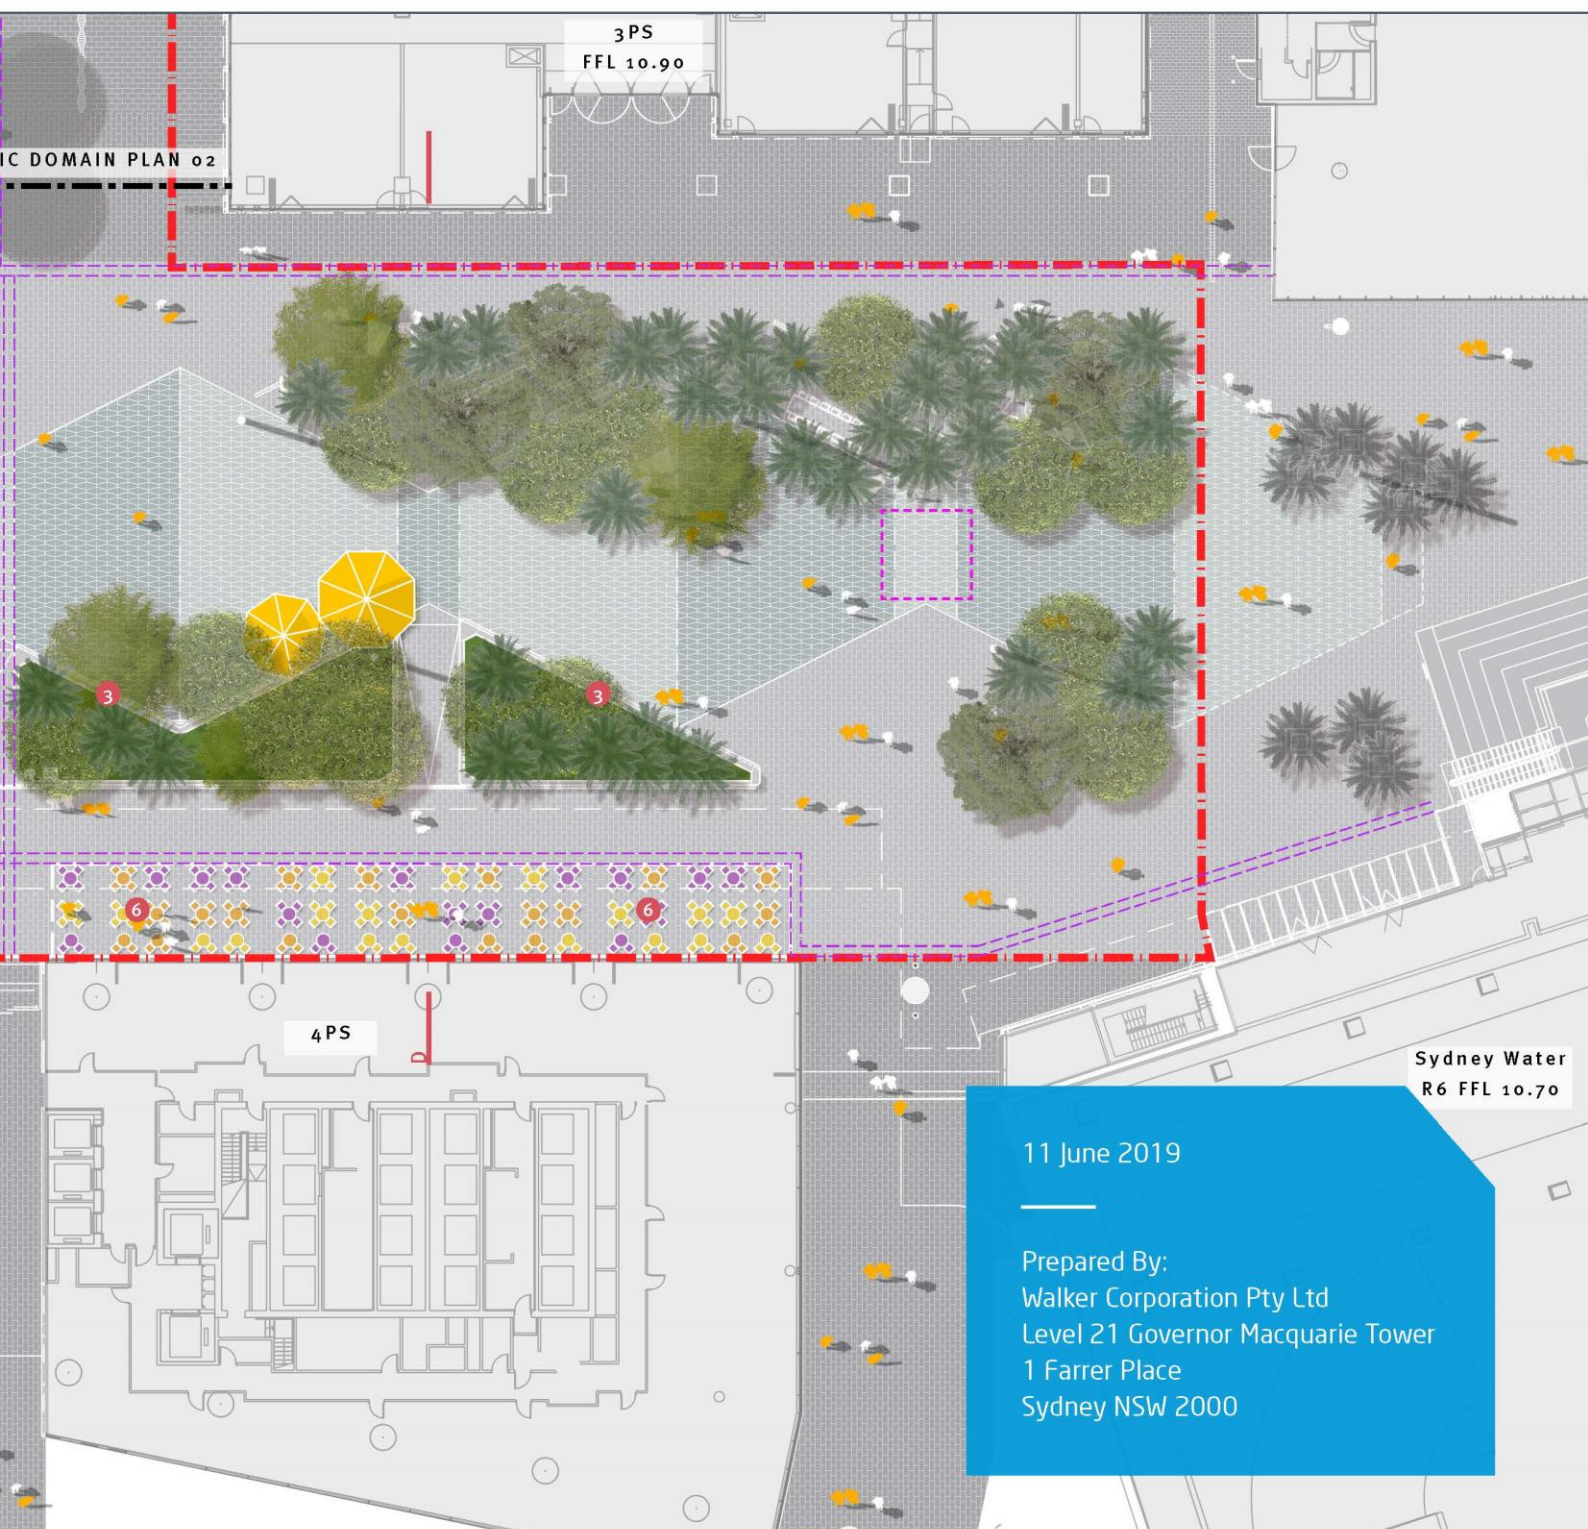 3PS
FFL 10.90
IC DOMAIN PLAN 02
3
3
6
6
4PS
D
Sydney Water
R6 FFL 10.70
11 June 2019
Prepared By:
Walker Corporation Pty Ltd
Level 21 Governor Macquarie Tower
1 Farrer Place
Sydney NSW 2000